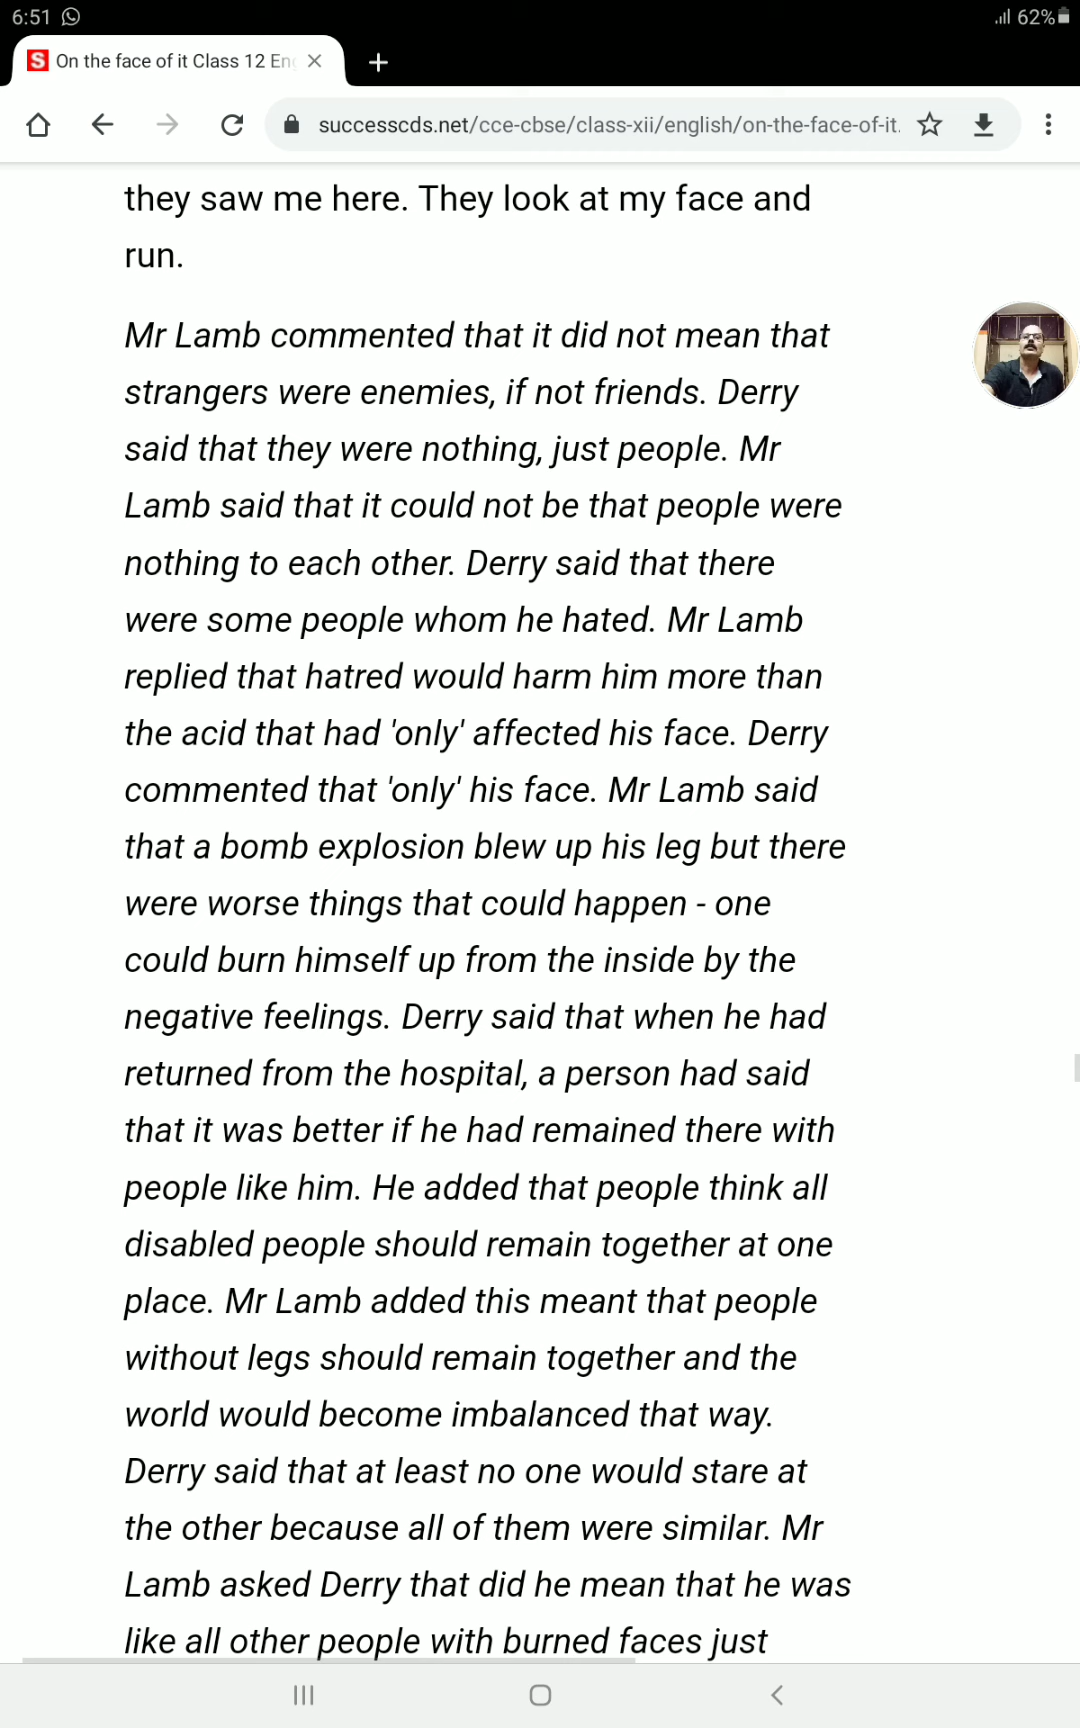 6:51
62%
S On the face of it Class 12 En
successcds.net/cce-cbse/class-xii/english/on-the-face-of-it.
they saw me here. They look at my face and
run.
Mr Lamb commented that it did not mean that
strangers were enemies, if not friends. Derry
said that they were nothing, just people. Mr
Lamb said that it could not be that people were
nothing to each other. Derry said that there
were some people whom he hated. Mr Lamb
replied that hatred would harm him more than
the acid that had 'only' affected his face. Derry
commented that 'only' his face. Mr Lamb said
that a bomb explosion blew up his leg but there
were worse things that could happen - one
could burn himself up from the inside by the
negative feelings. Derry said that when he had
returned from the hospital, a person had said
that it was better if he had remained there with
people like him. He added that people think all
disabled people should remain together at one
place. Mr Lamb added this meant that people
without legs should remain together and the
world would become imbalanced that way.
Derry said that at least no one would stare at
the other because all of them were similar. Mr
Lamb asked Derry that did he mean that he was
like all other people with burned faces just